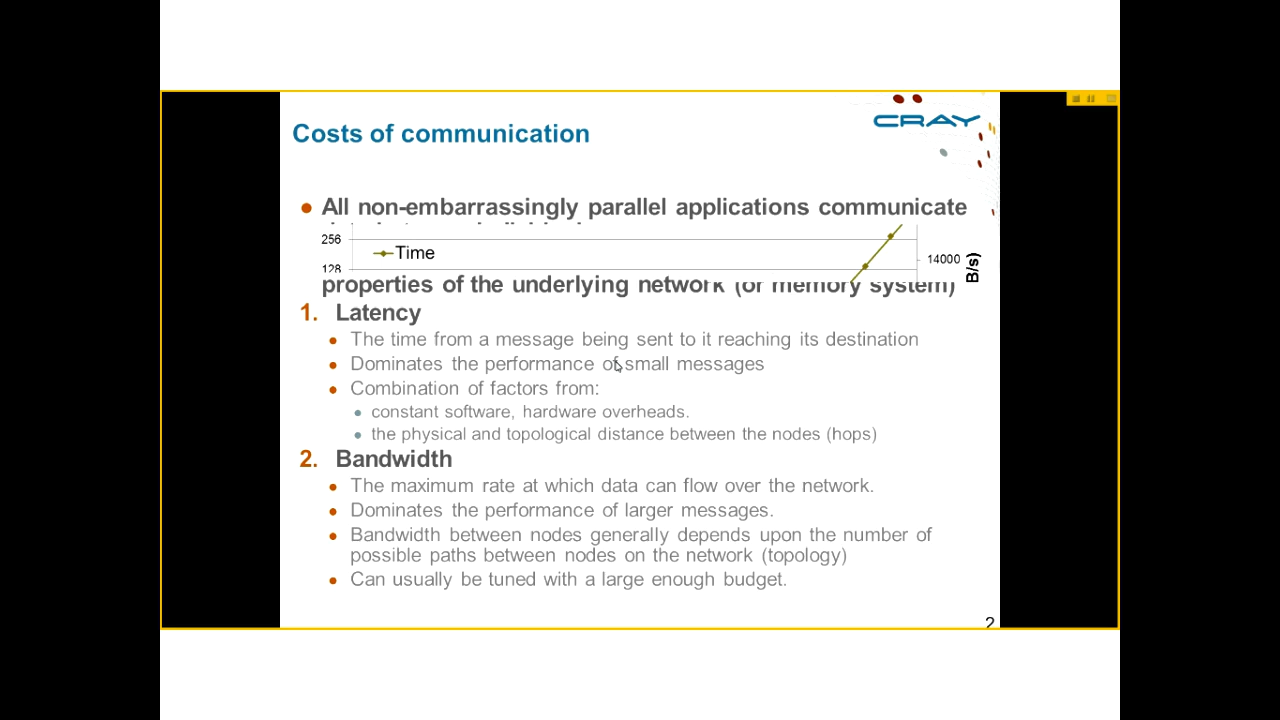 CRAY
Costs of communication
All non-embarrassingly parallel applications communicate
256
Time
14000
B/s)
128
properties of the underlying network (or memory system)
1. Latency
The time from a message being sent to it reaching its destination
Dominates the performance of small messages
Combination of factors from:
constant software, hardware overheads.
the physical and topological distance between the nodes (hops)
2. Bandwidth
The maximum rate at which data can flow over the network.
Dominates the performance of larger messages.
Bandwidth between nodes generally depends upon the number of
possible paths between nodes on the network (topology)
Can usually be tuned with a large enough budget.
2